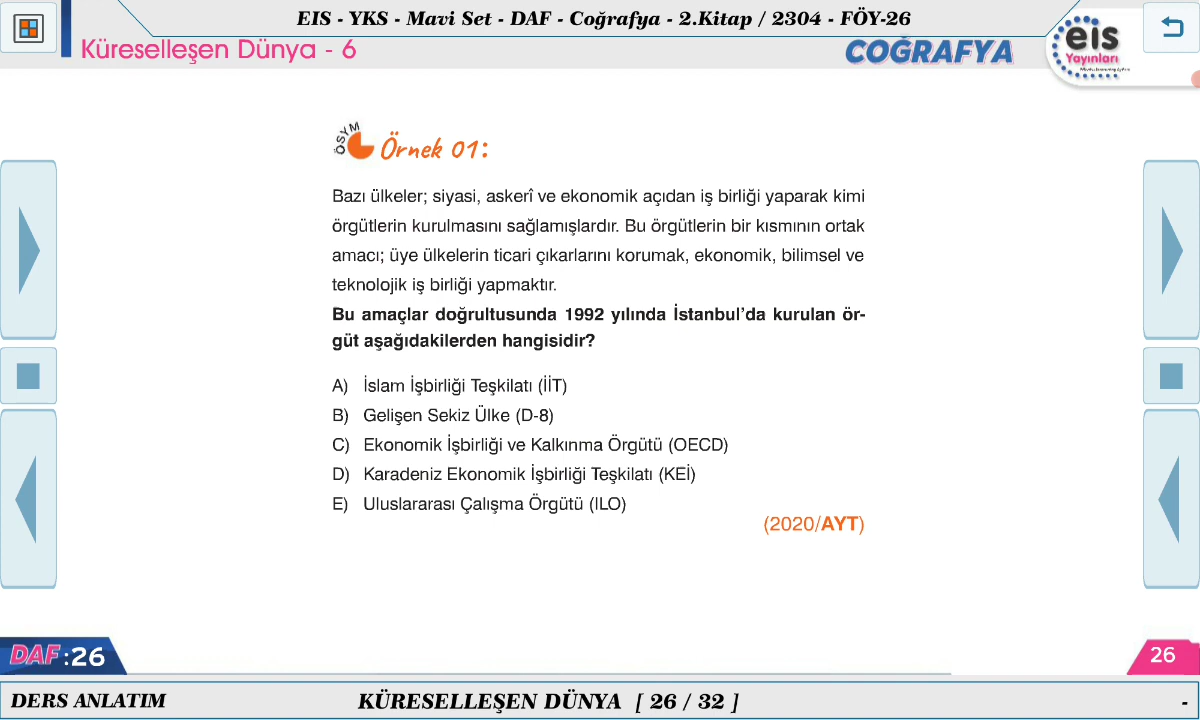 EIS - YKS - Mavi Set - DAF - Coğrafya - 2.Kitap / 2304 - FÖY-26
Küreselleşen Dünya - 6
COĞRAFYA
eis
Yayınları
ÖSYM
Örnek 01:
Bazı ülkeler; siyasi, askerî ve ekonomik açıdan iş birliği yaparak kimi
örgütlerin kurulmasını sağlamışlardır. Bu örgütlerin bir kısmının ortak
amacı; üye ülkelerin ticari çıkarlarını korumak, ekonomik, bilimsel ve
teknolojik iş birliği yapmaktır.
Bu amaçlar doğrultusunda 1992 yılında İstanbul'da kurulan ör-
güt aşağıdakilerden hangisidir?
A) İslam İşbirliği Teşkilatı (İİT)
B) Gelişen Sekiz Ülke (D-8)
C) Ekonomik İşbirliği ve Kalkınma Örgütü (OECD)
D) Karadeniz Ekonomik İşbirliği Teşkilatı (KEİ)
E) Uluslararası Çalışma Örgütü (ILO)
(2020/AYT)
DAF:26
26
DERS ANLATIM
KÜRESELLEŞEN DÜNYA [ 26 / 32 ]
-